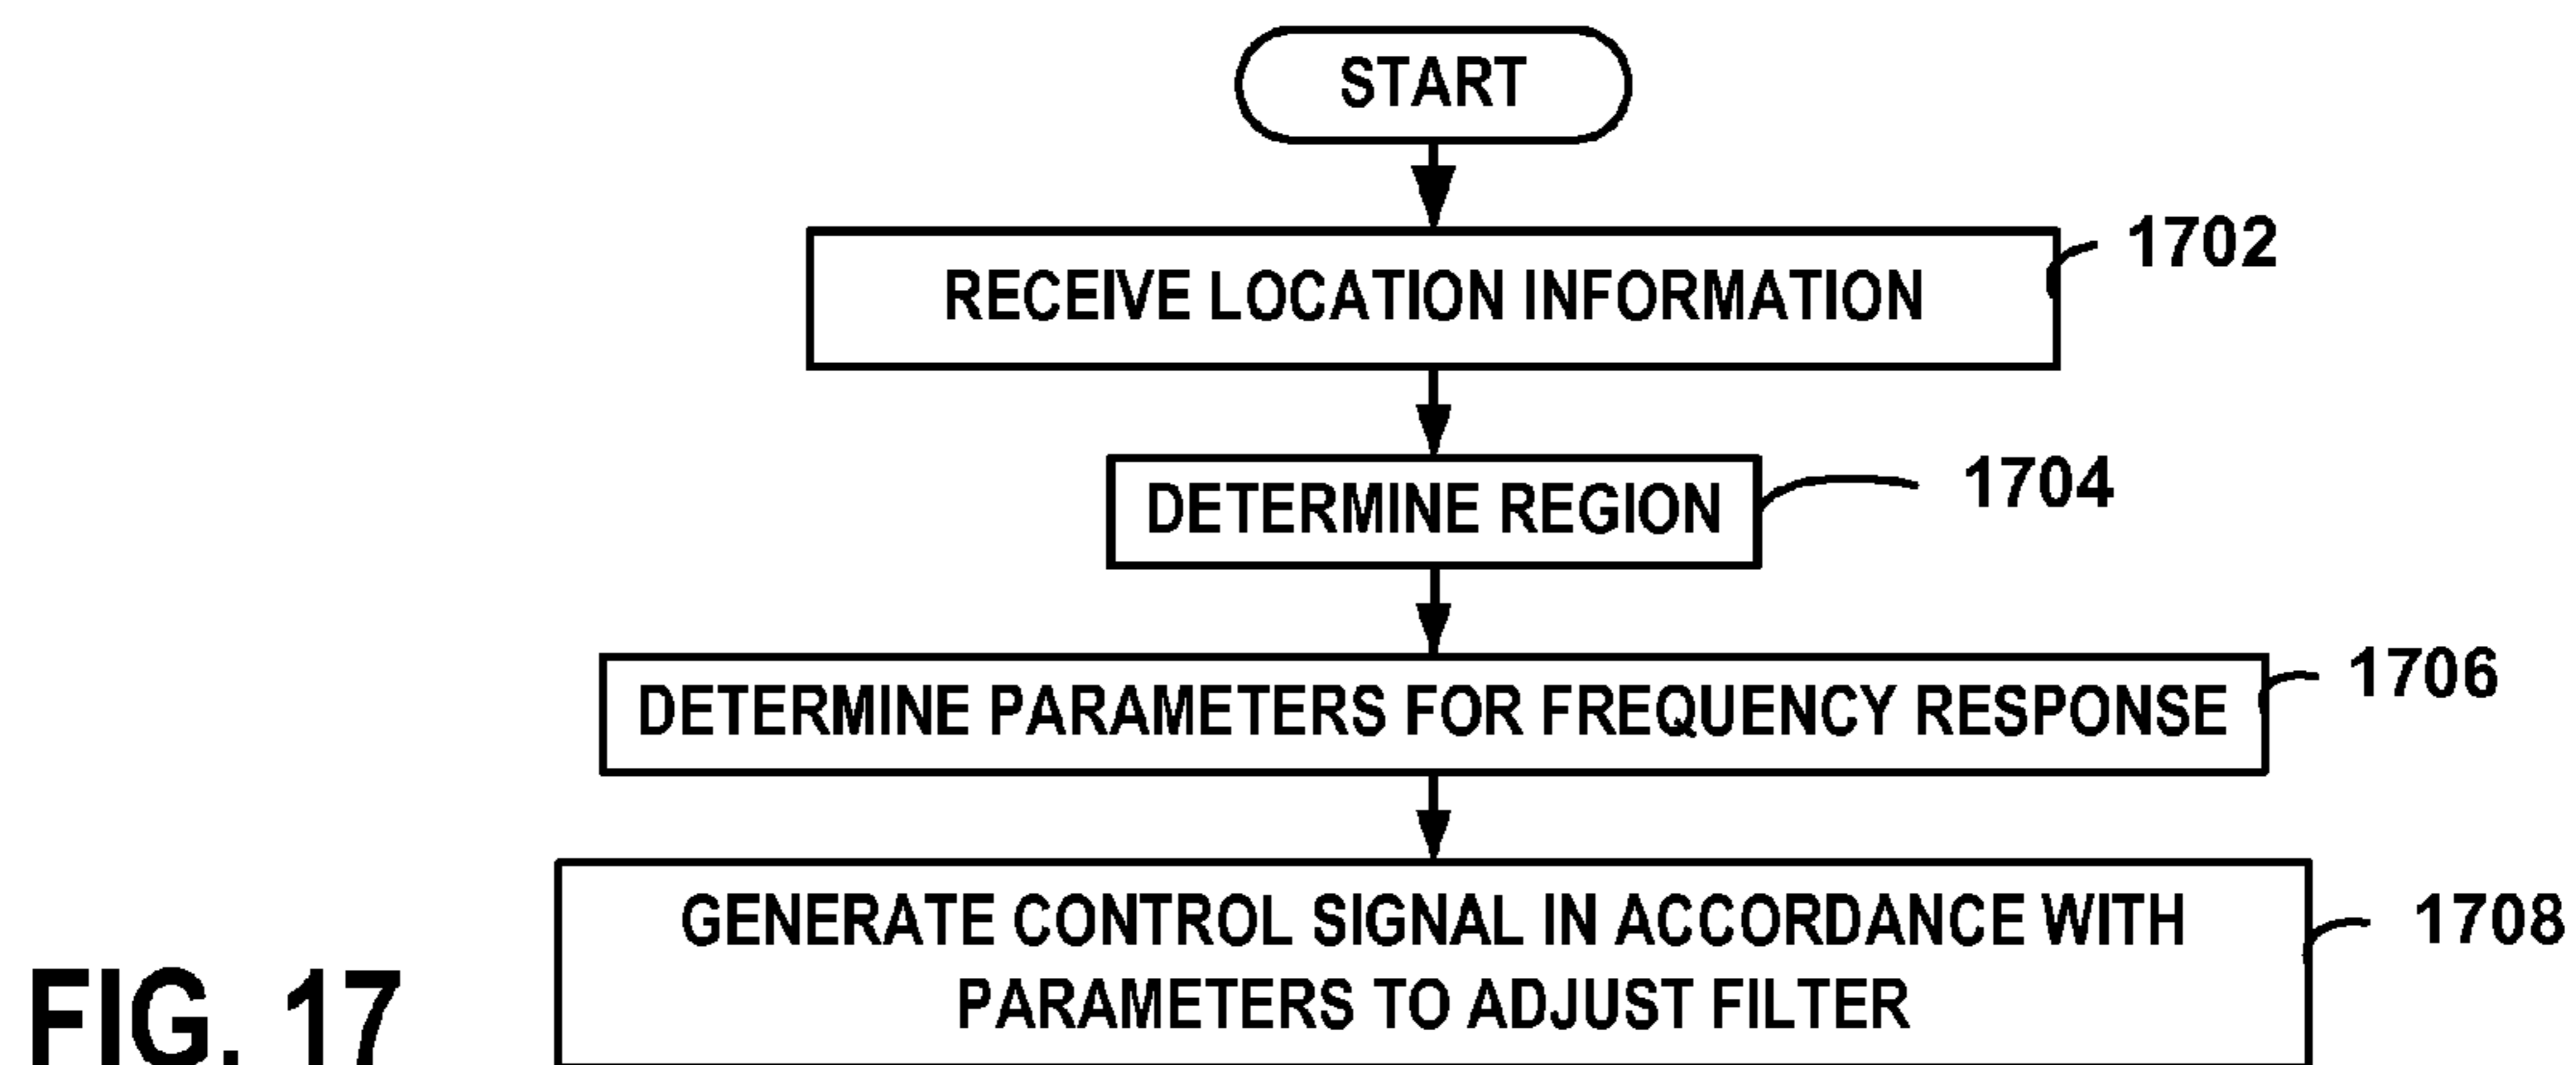 START
RECEIVE LOCATION INFORMATION
1702
DETERMINE REGION
1704
DETERMINE PARAMETERS FOR FREQUENCY RESPONSE
1706
GENERATE CONTROL SIGNAL IN ACCORDANCE WITH
PARAMETERS TO ADJUST FILTER
1708
FIG. 17